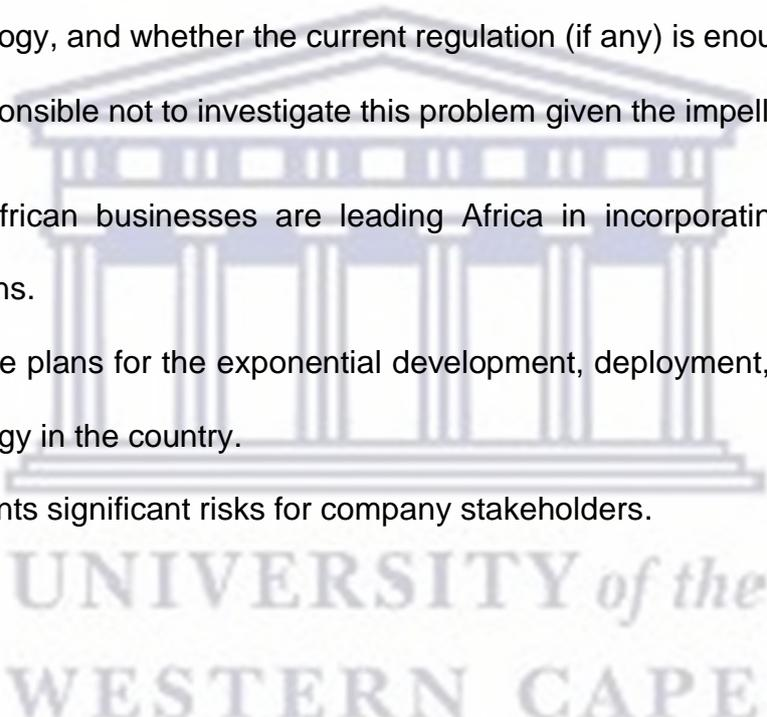 ogy, and whether the current regulation (if any) is enou
onsible not to investigate this problem given the impell
frican businesses are leading Africa in incorporatin
ns.
e plans for the exponential development, deployment,
gy in the country.
nts significant risks for company stakeholders.
UNIVERSITY of the
WESTERN CAPE